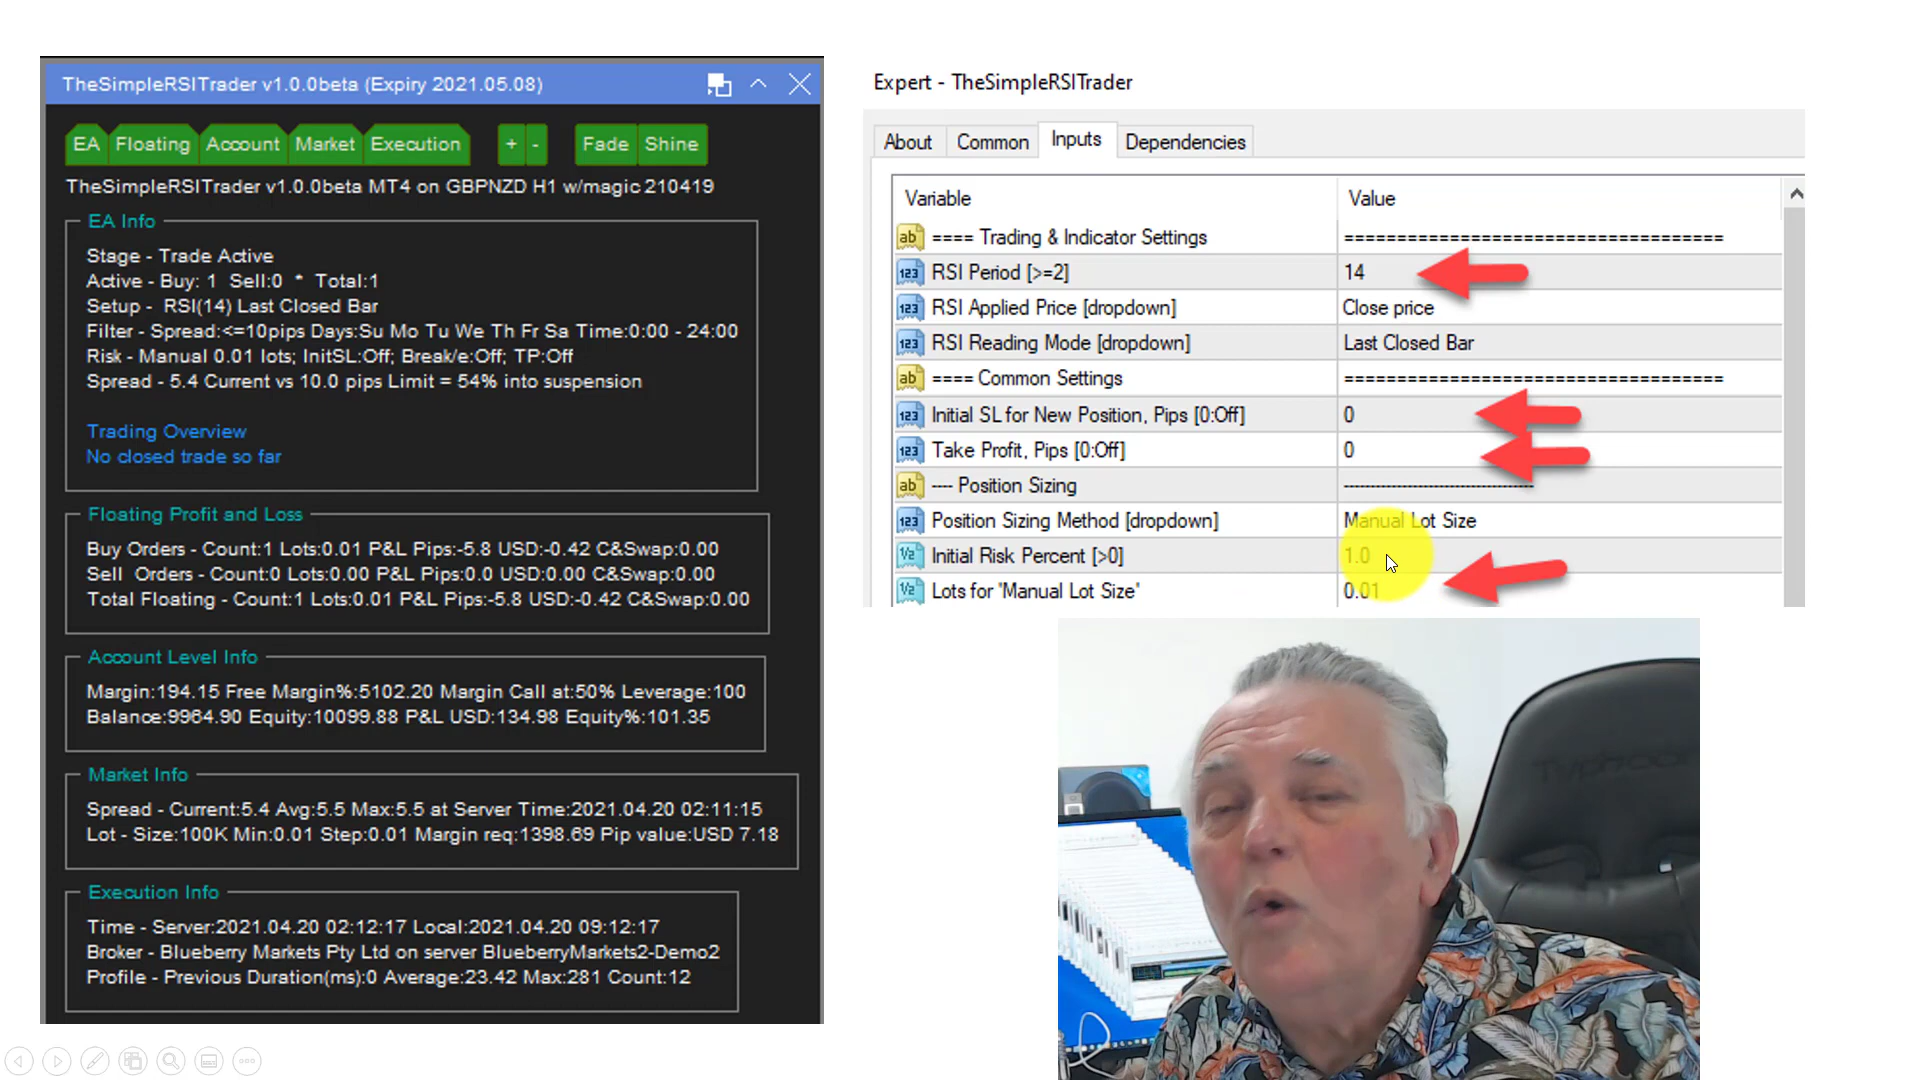 TheSimpleRSITrader v1.0.0beta (Expiry 2021.05.08)
EA Floating Account Market Execution + - Fade Shine
TheSimpleRSITrader v1.0.0beta MT4 on GBPNZD H1 w/magic 210419
EA Info
Stage - Trade Active
Active - Buy: 1 Sell:0 * Total:1
Setup - RSI(14) Last Closed Bar
Filter - Spread:<=10pips Days:Su Mo Tu We Th Fr Sa Time:0:00 - 24:00
Risk - Manual 0.01 lots; InitSL:Off; Break/e:Off; TP:Off
Spread - 5.4 Current vs 10.0 pips Limit = 54% into suspension
Trading Overview
No closed trade so far
Floating Profit and Loss
Buy Orders - Count:1 Lots:0.01 P&L Pips:-5.8 USD:-0.42 C&Swap:0.00
Sell Orders - Count:0 Lots:0.00 P&L Pips:0.0 USD:0.00 C&Swap:0.00
Total Floating - Count:1 Lots:0.01 P&L Pips:-5.8 USD:-0.42 C&Swap:0.00
Account Level Info
Margin:194.15 Free Margin%:5102.20 Margin Call at:50% Leverage:100
Balance:9964.90 Equity:10099.88 P&L USD:134.98 Equity%:101.35
Market Info
Spread - Current:5.4 Avg:5.5 Max:5.5 at Server Time:2021.04.20 02:11:15
Lot - Size:100K Min:0.01 Step:0.01 Margin req:1398.69 Pip value:USD 7.18
Execution Info
Time - Server:2021.04.20 02:12:17 Local:2021.04.20 09:12:17
Broker - Blueberry Markets Pty Ltd on server BlueberryMarkets2-Demo2
Profile - Previous Duration(ms):0 Average:23.42 Max:281 Count:12
Expert - TheSimpleRSITrader
About Common Inputs Dependencies
Variable Value
ab ==== Trading & Indicator Settings ====================================
123 RSI Period [>=2] 14
123 RSI Applied Price [dropdown] Close price
123 RSI Reading Mode [dropdown] Last Closed Bar
ab ==== Common Settings ====================================
123 Initial SL for New Position, Pips [0:Off] 0
123 Take Profit, Pips [0:Off] 0
ab ---- Position Sizing ------------------------------------
123 Position Sizing Method [dropdown] Manual Lot Size
1/2 Initial Risk Percent [>0] 1.0
1/2 Lots for 'Manual Lot Size' 0.01
Typhoon